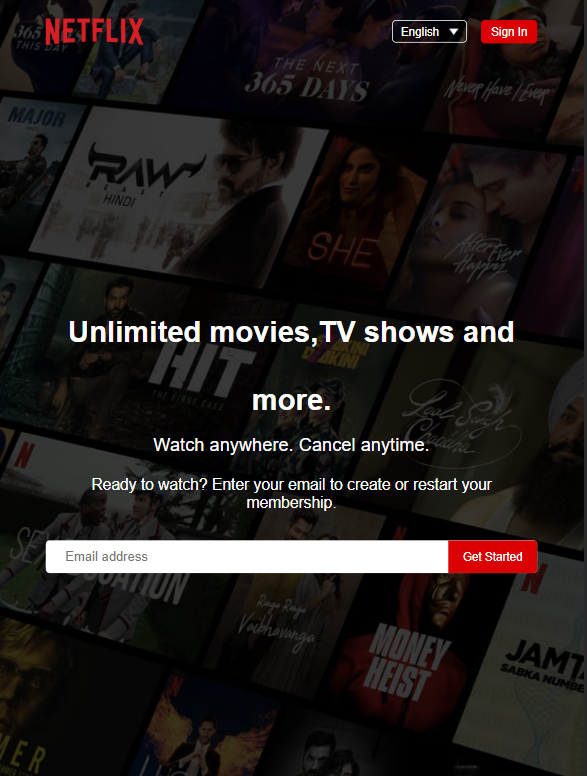 365
THIS DAY
NETFLIX
English
Sign In
THE NEXT
365 DAYS
Never Have I Ever
MAJOR
RAW
BEAST
HINDI
SHE
After
Ever
Happy
Unlimited movies,TV shows and
HIT
THE FIRST CASE
more.
Laal Singh
Chaddha
Watch anywhere. Cancel anytime.
N
Ready to watch? Enter your email to create or restart your
membership.
Email address
Get Started
N
Ranga Ranga
Vaibhavanga
MONEY
HEIST
SABKA NUMBE